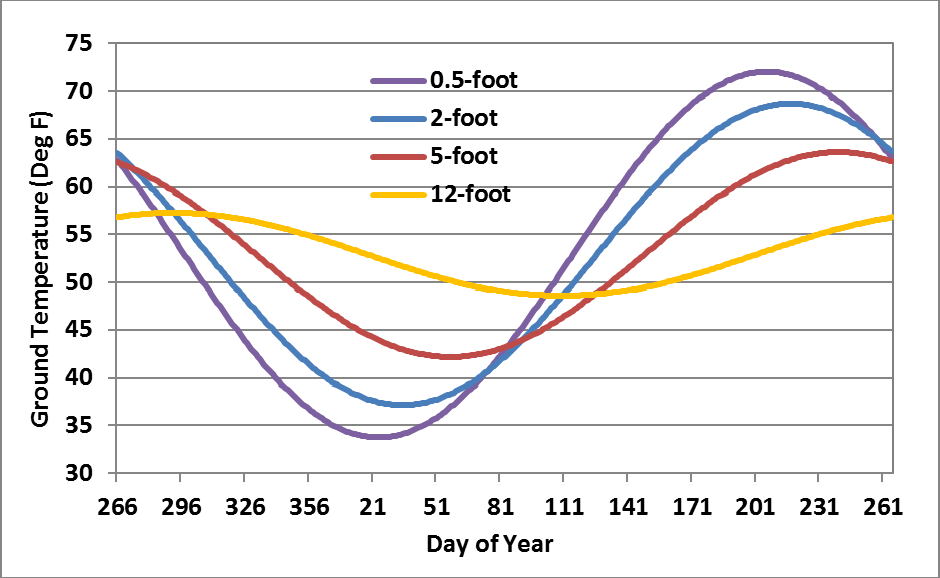 Ground Temperature (Deg F)
75
70
65
60
55
50
45
40
35
30
0.5-foot
2-foot
5-foot
12-foot
266 296 326 356 21 51 81 111 141 171 201 231 261
Day of Year